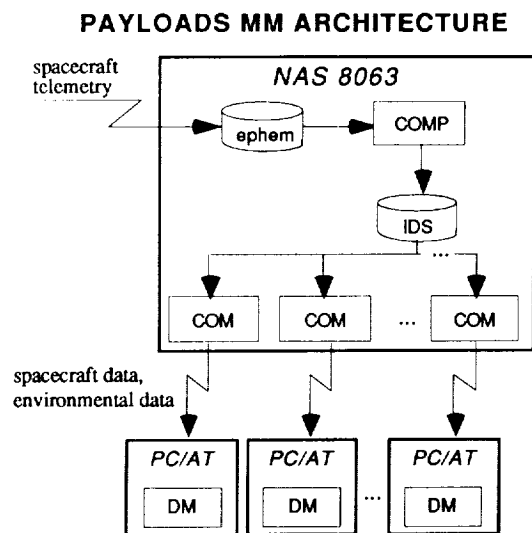 PAYLOADS MM ARCHITECTURE
spacecraft
telemetry
NAS 8063
ephem
COMP
IDS
...
COM
COM
...
COM
spacecraft data,
environmental data
PC/AT
PC/AT
PC/AT
DM
DM
...
DM